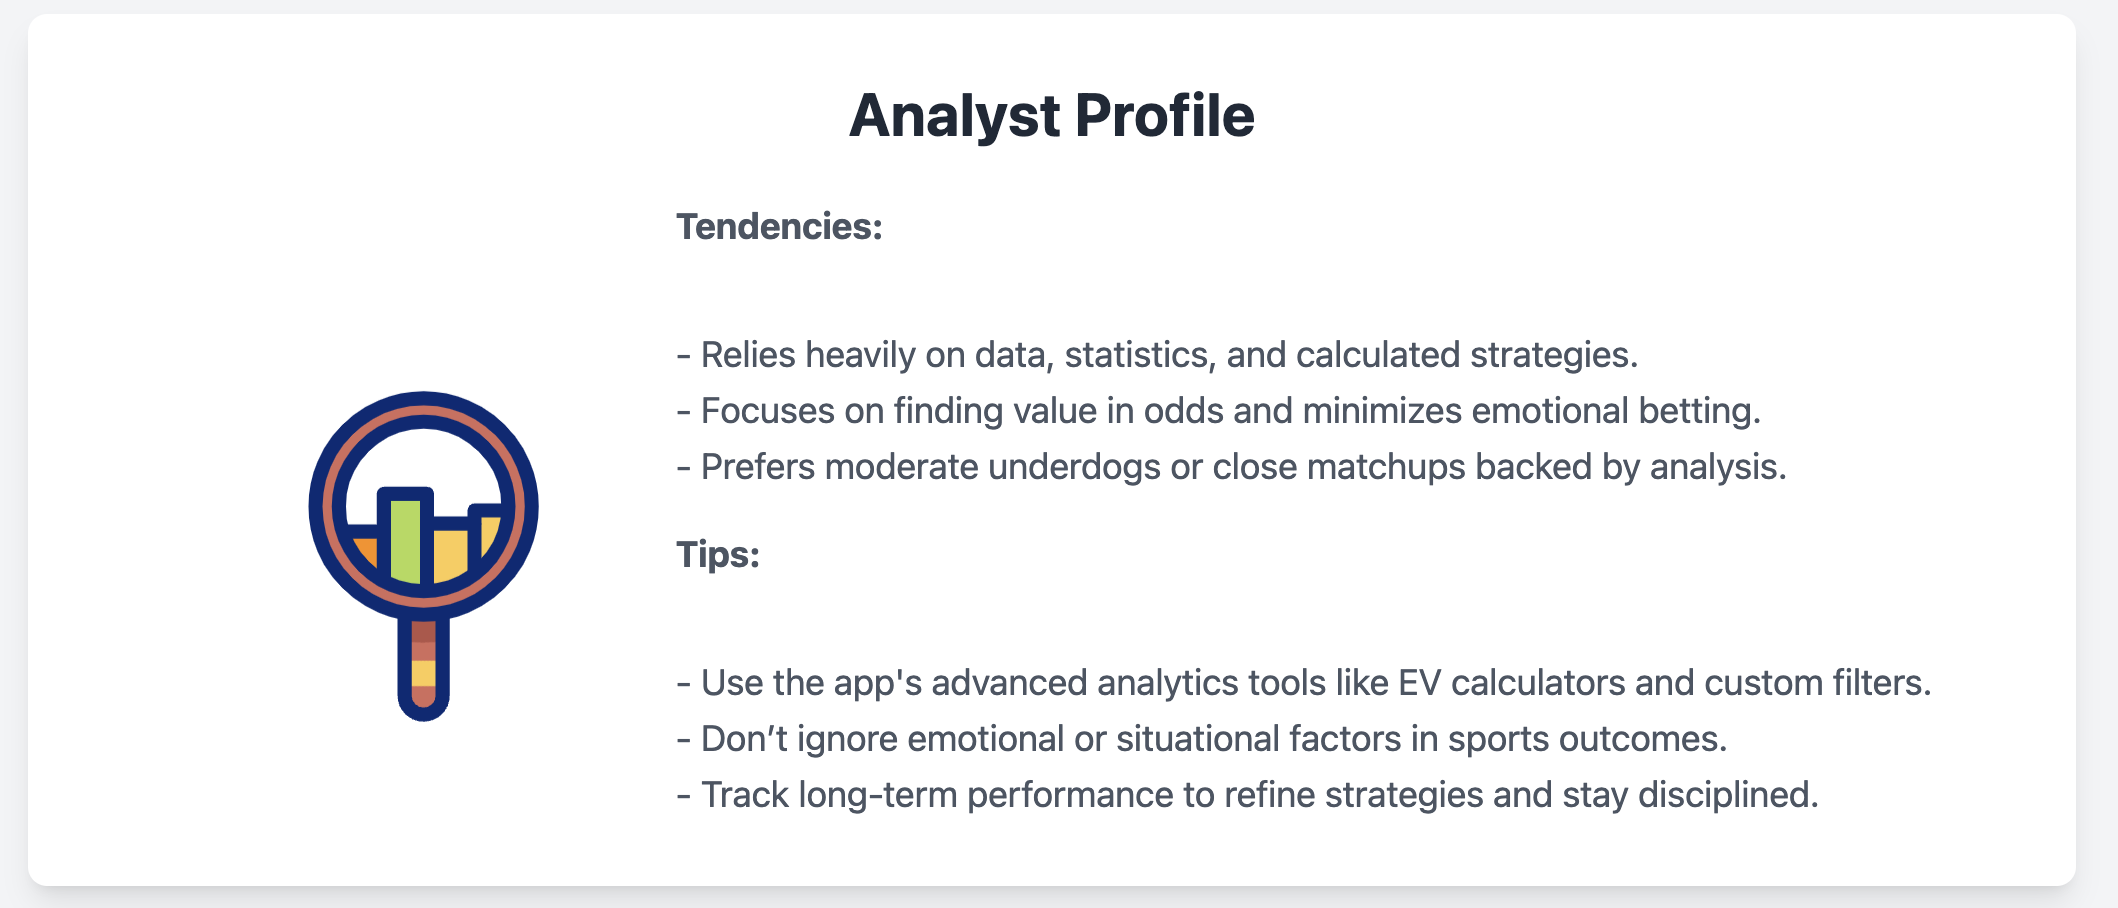 Analyst Profile
Tendencies:
- Relies heavily on data, statistics, and calculated strategies.
- Focuses on finding value in odds and minimizes emotional betting.
- Prefers moderate underdogs or close matchups backed by analysis.
Tips:
- Use the app's advanced analytics tools like EV calculators and custom filters.
- Don’t ignore emotional or situational factors in sports outcomes.
- Track long-term performance to refine strategies and stay disciplined.